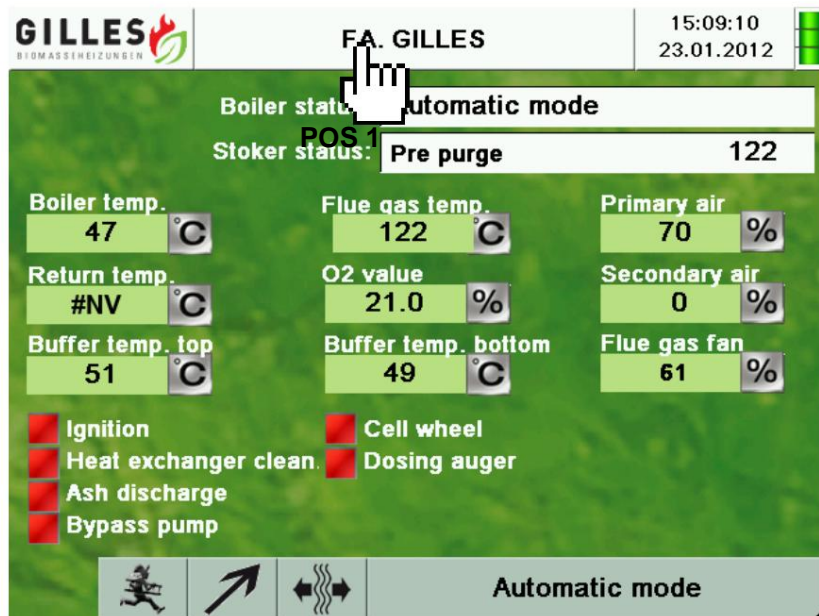 GILLES
BIOMASSEHEIZUNGEN
F.A. GILLES
15:09:10
23.01.2012
Boiler status: Automatic mode
POS 1
Stoker status: Pre purge 122
Boiler temp. Flue gas temp. Primary air
47 °C 122 °C 70 %
Return temp. O2 value Secondary air
#NV °C 21.0 % 0 %
Buffer temp. top Buffer temp. bottom Flue gas fan
51 °C 49 °C 61 %
Ignition Cell wheel
Heat exchanger clean. Dosing auger
Ash discharge
Bypass pump
Automatic mode